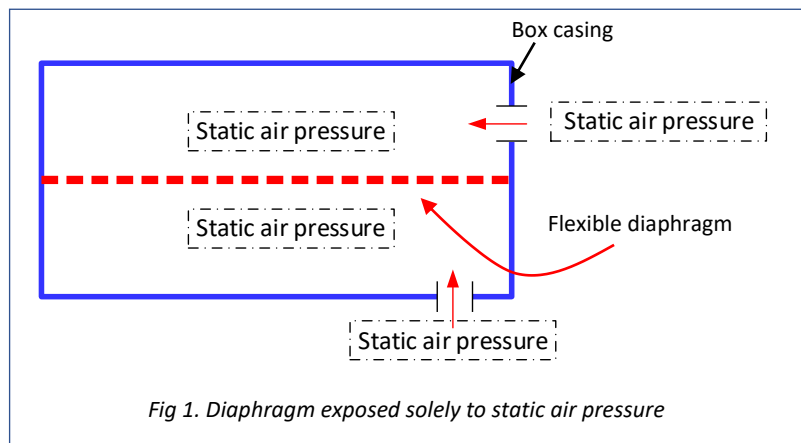 Box casing
Static air pressure
Static air pressure
Static air pressure
Flexible diaphragm
Static air pressure
Fig 1. Diaphragm exposed solely to static air pressure